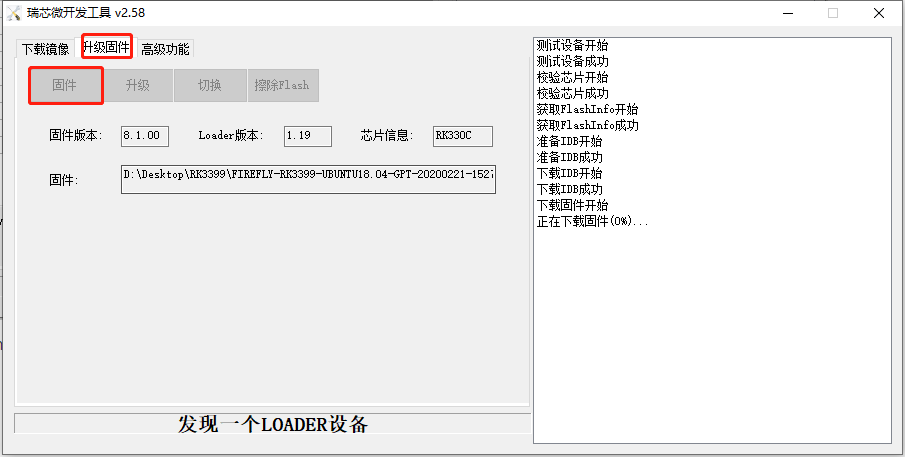 瑞芯微开发工具 v2.58
下载镜像 升级固件 高级功能
固件 升级 切换 擦除Flash
固件版本: 8.1.00 Loader版本: 1.19 芯片信息: RK330C
固件: D:\Desktop\RK3399\FIREFLY-RK3399-UBUNTU18.04-GPT-20200221-1527
发现一个LOADER设备
测试设备开始
测试设备成功
校验芯片开始
校验芯片成功
获取FlashInfo开始
获取FlashInfo成功
准备IDB开始
准备IDB成功
下载IDB开始
下载IDB成功
下载固件开始
正在下载固件(0%)...